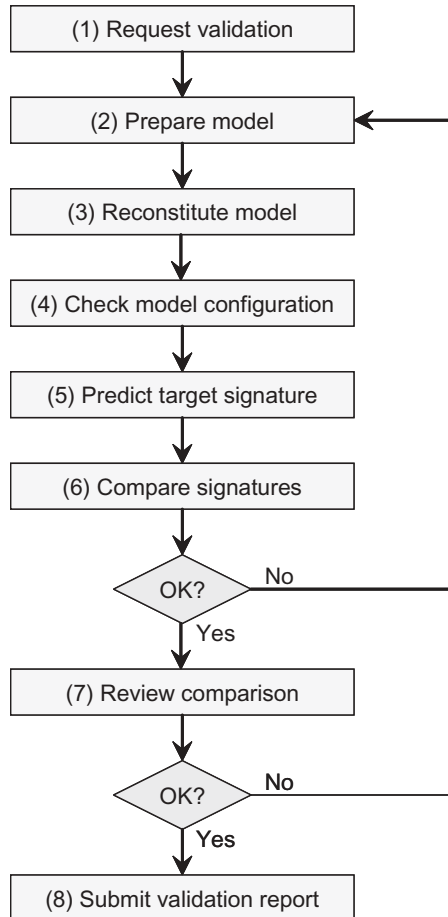 (1) Request validation
(2) Prepare model
(3) Reconstitute model
(4) Check model configuration
(5) Predict target signature
(6) Compare signatures
OK?
No
Yes
(7) Review comparison
OK?
No
Yes
(8) Submit validation report